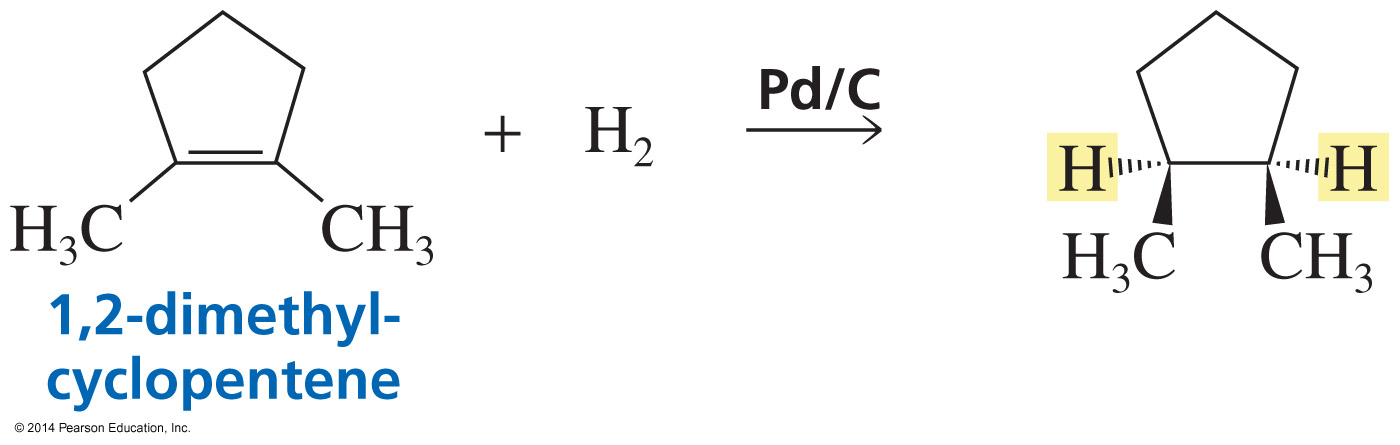 Pd/C
+ H₂
H H
H₃C CH₃
H₃C CH₃
1,2-dimethyl-
cyclopentene
© 2014 Pearson Education, Inc.